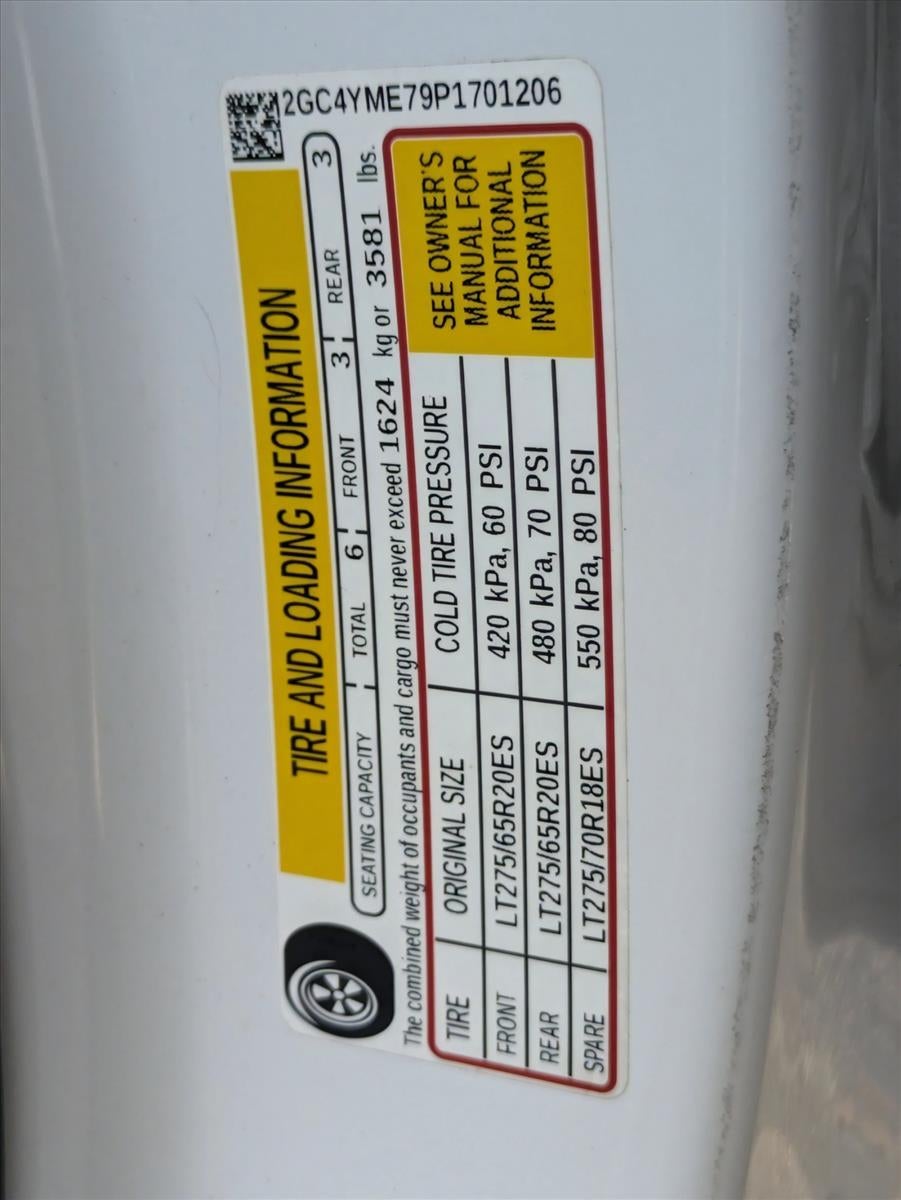 2GC4YME79P1701206
TIRE AND LOADING INFORMATION
SEATING CAPACITY TOTAL 6 FRONT 3 REAR 3
The combined weight of occupants and cargo must never exceed 1624 kg or 3581 lbs.
TIRE ORIGINAL SIZE COLD TIRE PRESSURE
FRONT LT275/65R20ES 420 kPa, 60 PSI
REAR LT275/65R20ES 480 kPa, 70 PSI
SPARE LT275/70R18ES 550 kPa, 80 PSI
SEE OWNER'S
MANUAL FOR
ADDITIONAL
INFORMATION